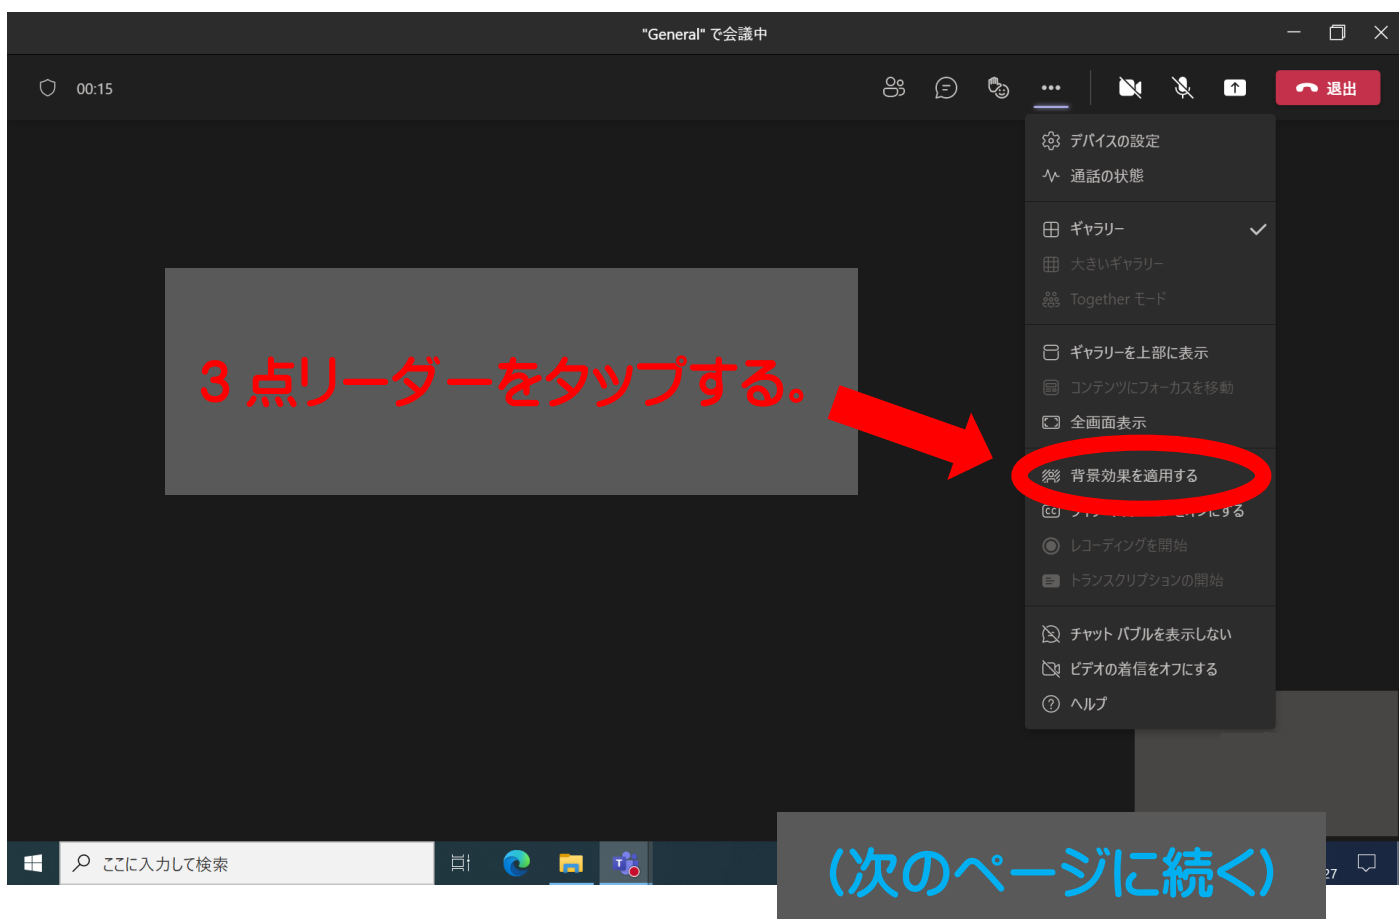 "General" で会議中
00:15
退出
デバイスの設定
通話の状態
ギャラリー
大きいギャラリー
Together モード
ギャラリーを上部に表示
コンテンツにフォーカスを移動
全画面表示
3 点リーダーをタップする。
背景効果を適用する
にする
レコーディングを開始
トランスクリプションの開始
チャット バブルを表示しない
ビデオの着信をオフにする
ヘルプ
ここに入力して検索
(次のページに続く)
27